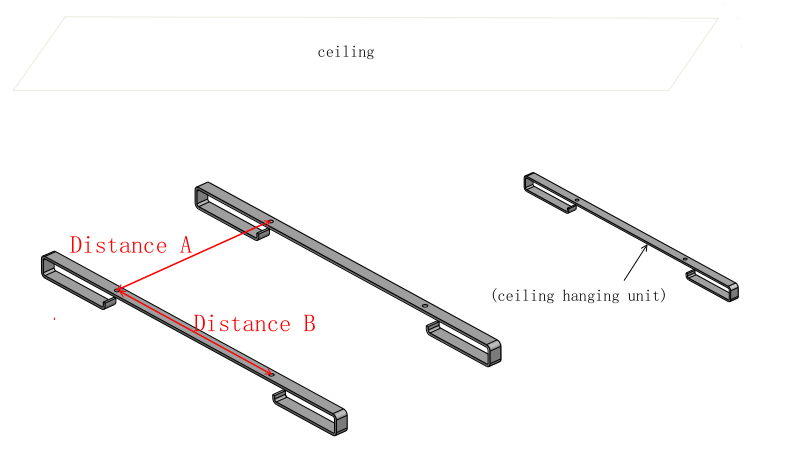 ceiling
Distance A
(ceiling hanging unit)
Distance B